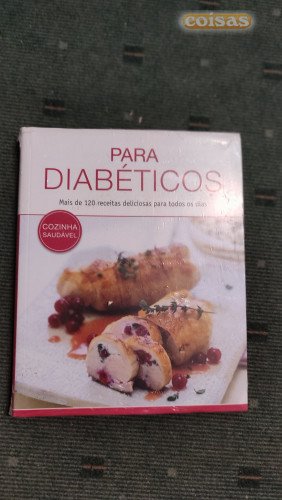 coisas
PARA
DIABÉTICOS
Mais de 120 receitas deliciosas para todos os dias
COZINHA
SAUDÁVEL